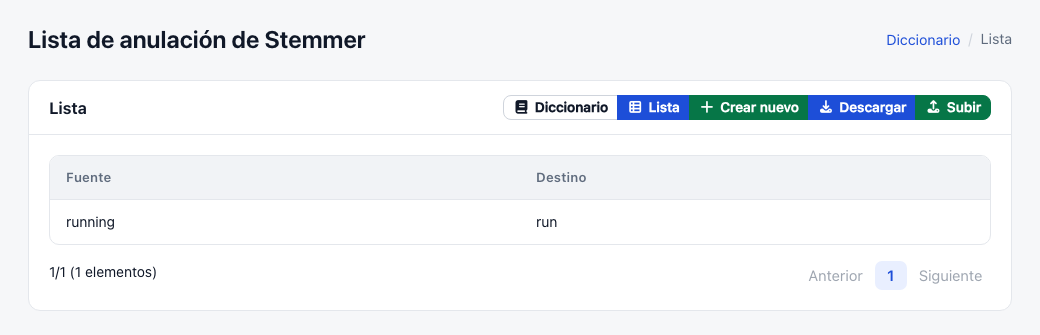 Lista de anulación de Stemmer
Diccionario / Lista
Lista
Diccionario Lista Crear nuevo Descargar Subir
Fuente Destino
running run
1/1 (1 elementos)
Anterior 1 Siguiente